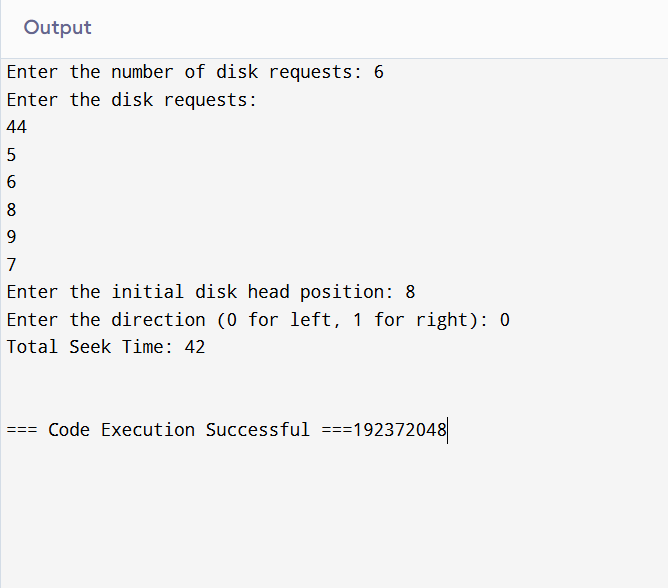 Output
Enter the number of disk requests: 6
Enter the disk requests:
44
5
6
8
9
7
Enter the initial disk head position: 8
Enter the direction (0 for left, 1 for right): 0
Total Seek Time: 42
=== Code Execution Successful ===192372048